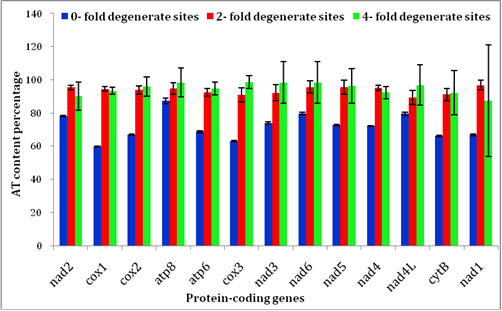 0- fold degenerate sites 2- fold degenerate sites 4- fold degenerate sites
140
120
100
80
60
40
20
0
AT content percentage
nad2 cox1 cox2 atp8 atp6 cox3 nad3 nad6 nad5 nad4 nad4L cytB nad1
Protein-coding genes